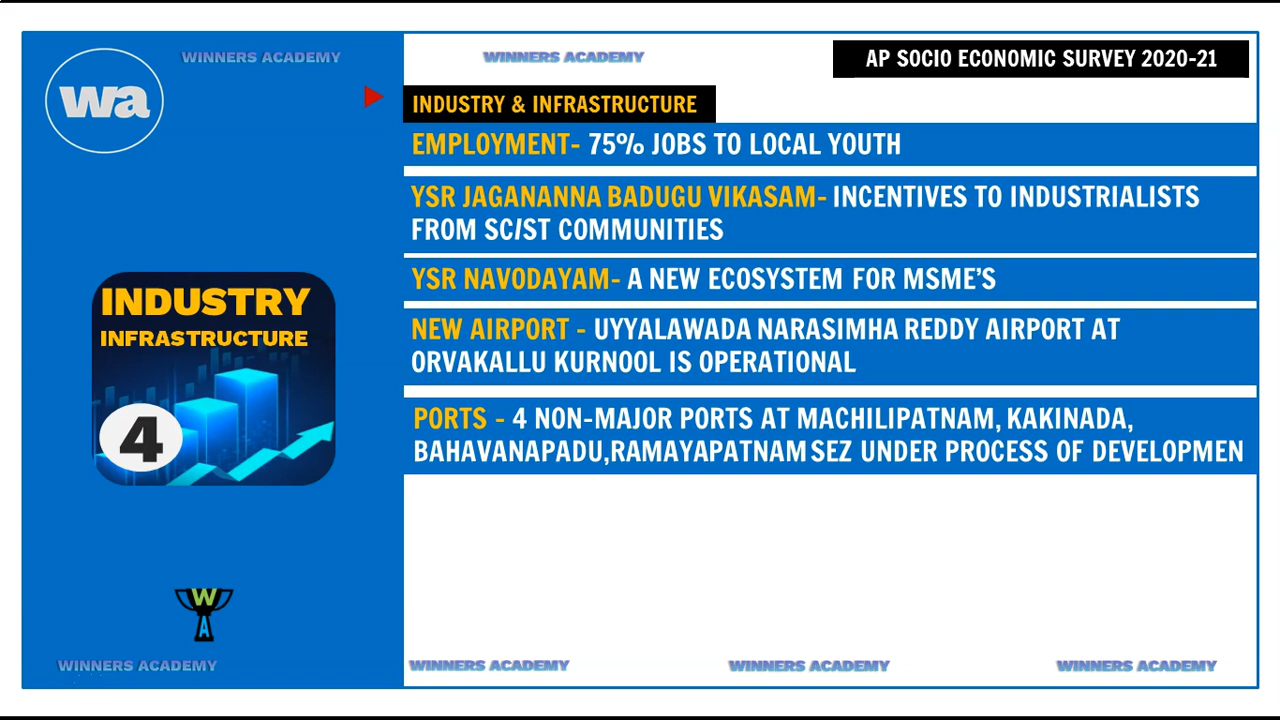 WINNERS ACADEMY
WINNERS ACADEMY
AP SOCIO ECONOMIC SURVEY 2020-21
wa
INDUSTRY & INFRASTRUCTURE
EMPLOYMENT- 75% JOBS TO LOCAL YOUTH
YSR JAGANANNA BADUGU VIKASAM- INCENTIVES TO INDUSTRIALISTS
FROM SC/ST COMMUNITIES
YSR NAVODAYAM- A NEW ECOSYSTEM FOR MSME'S
NEW AIRPORT - UYYALAWADA NARASIMHA REDDY AIRPORT AT
ORVAKALLU KURNOOL IS OPERATIONAL
PORTS - 4 NON-MAJOR PORTS AT MACHILIPATNAM, KAKINADA,
BAHAVANAPADU,RAMAYAPATNAM SEZ UNDER PROCESS OF DEVELOPMEN
INDUSTRY
INFRASTRUCTURE
4
W
A
WINNERS ACADEMY
WINNERS ACADEMY
WINNERS ACADEMY
WINNERS ACADEMY